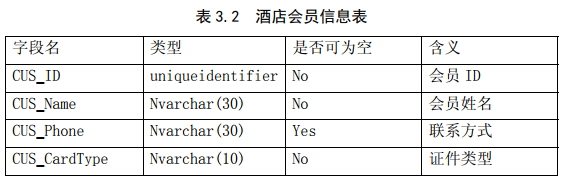 表 3.2 酒店会员信息表
字段名 类型 是否可为空 含义
CUS_ID uniqueidentifier No 会员 ID
CUS_Name Nvarchar(30) No 会员姓名
CUS_Phone Nvarchar(30) Yes 联系方式
CUS_CardType Nvarchar(10) No 证件类型